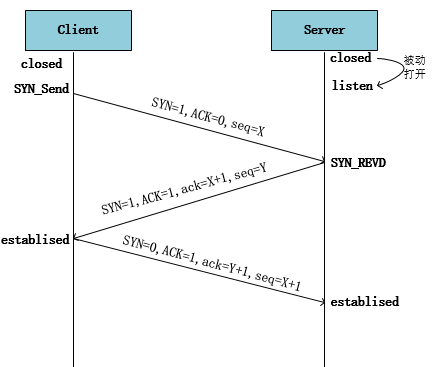 Client
Server
closed
closed
被动
打开
SYN_Send
listen
SYN=1, ACK=0, seq=X
SYN_REVD
SYN=1, ACK=1, ack=X+1, seq=Y
establised
SYN=0, ACK=1, ack=Y+1, seq=X+1
establised